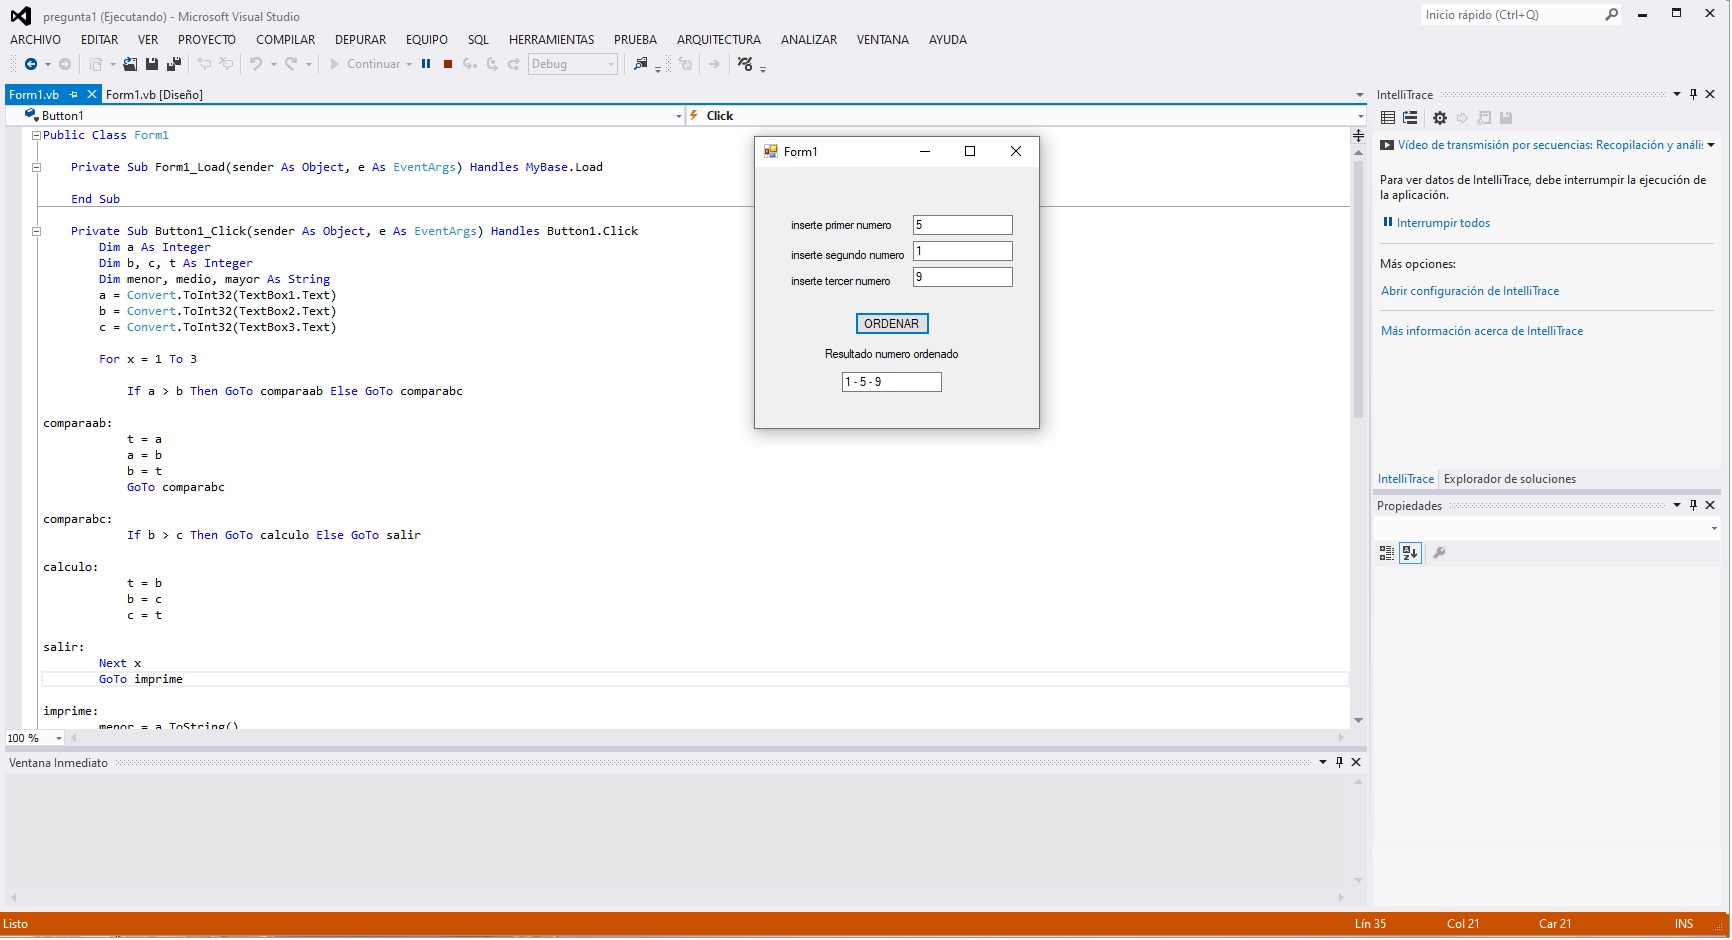 pregunta1 (Ejecutando) - Microsoft Visual Studio
Inicio rápido (Ctrl+Q)
ARCHIVO EDITAR VER PROYECTO COMPILAR DEPURAR EQUIPO SQL HERRAMIENTAS PRUEBA ARQUITECTURA ANALIZAR VENTANA AYUDA
Continuar Debug
Form1.vb Form1.vb [Diseño]
Button1 Click
Public Class Form1
Private Sub Form1_Load(sender As Object, e As EventArgs) Handles MyBase.Load
End Sub
Private Sub Button1_Click(sender As Object, e As EventArgs) Handles Button1.Click
Dim a As Integer
Dim b, c, t As Integer
Dim menor, medio, mayor As String
a = Convert.ToInt32(TextBox1.Text)
b = Convert.ToInt32(TextBox2.Text)
c = Convert.ToInt32(TextBox3.Text)
For x = 1 To 3
If a > b Then GoTo comparaab Else GoTo comparabc
comparaab:
t = a
a = b
b = t
GoTo comparabc
comparabc:
If b > c Then GoTo calculo Else GoTo salir
calculo:
t = b
b = c
c = t
salir:
Next x
GoTo imprime
imprime:
menor = a.ToString()
100 %
Form1
inserte primer numero 5
inserte segundo numero 1
inserte tercer numero 9
ORDENAR
Resultado numero ordenado
1 - 5 - 9
IntelliTrace
Vídeo de transmisión por secuencias: Recopilación y anális
Para ver datos de IntelliTrace, debe interrumpir la ejecución de
la aplicación.
Interrumpir todos
Más opciones:
Abrir configuración de IntelliTrace
Más información acerca de IntelliTrace
IntelliTrace Explorador de soluciones
Propiedades
Ventana Inmediato
Listo Lín 35 Col 21 Car 21 INS